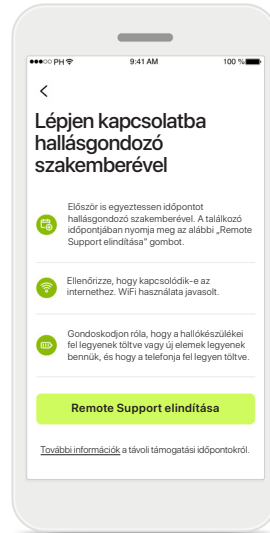 PH
9:41 AM
100 %
Lépjen kapcsolatba
hallásgondozó
szakemberével
Először is egyeztessen időpontot
hallásgondozó szakemberével. A találkozó
időpontjában nyomja meg az alábbi „Remote
Support elindítása” gombot.
Ellenőrizze, hogy kapcsolódik-e az
internethez. WiFi használata javasolt.
Gondoskodjon róla, hogy a hallókészülékei
fel legyenek töltve vagy új elemek legyenek
bennük, és hogy a telefonja fel legyen töltve.
Remote Support elindítása
További információk a távoli támogatási időpontokról.